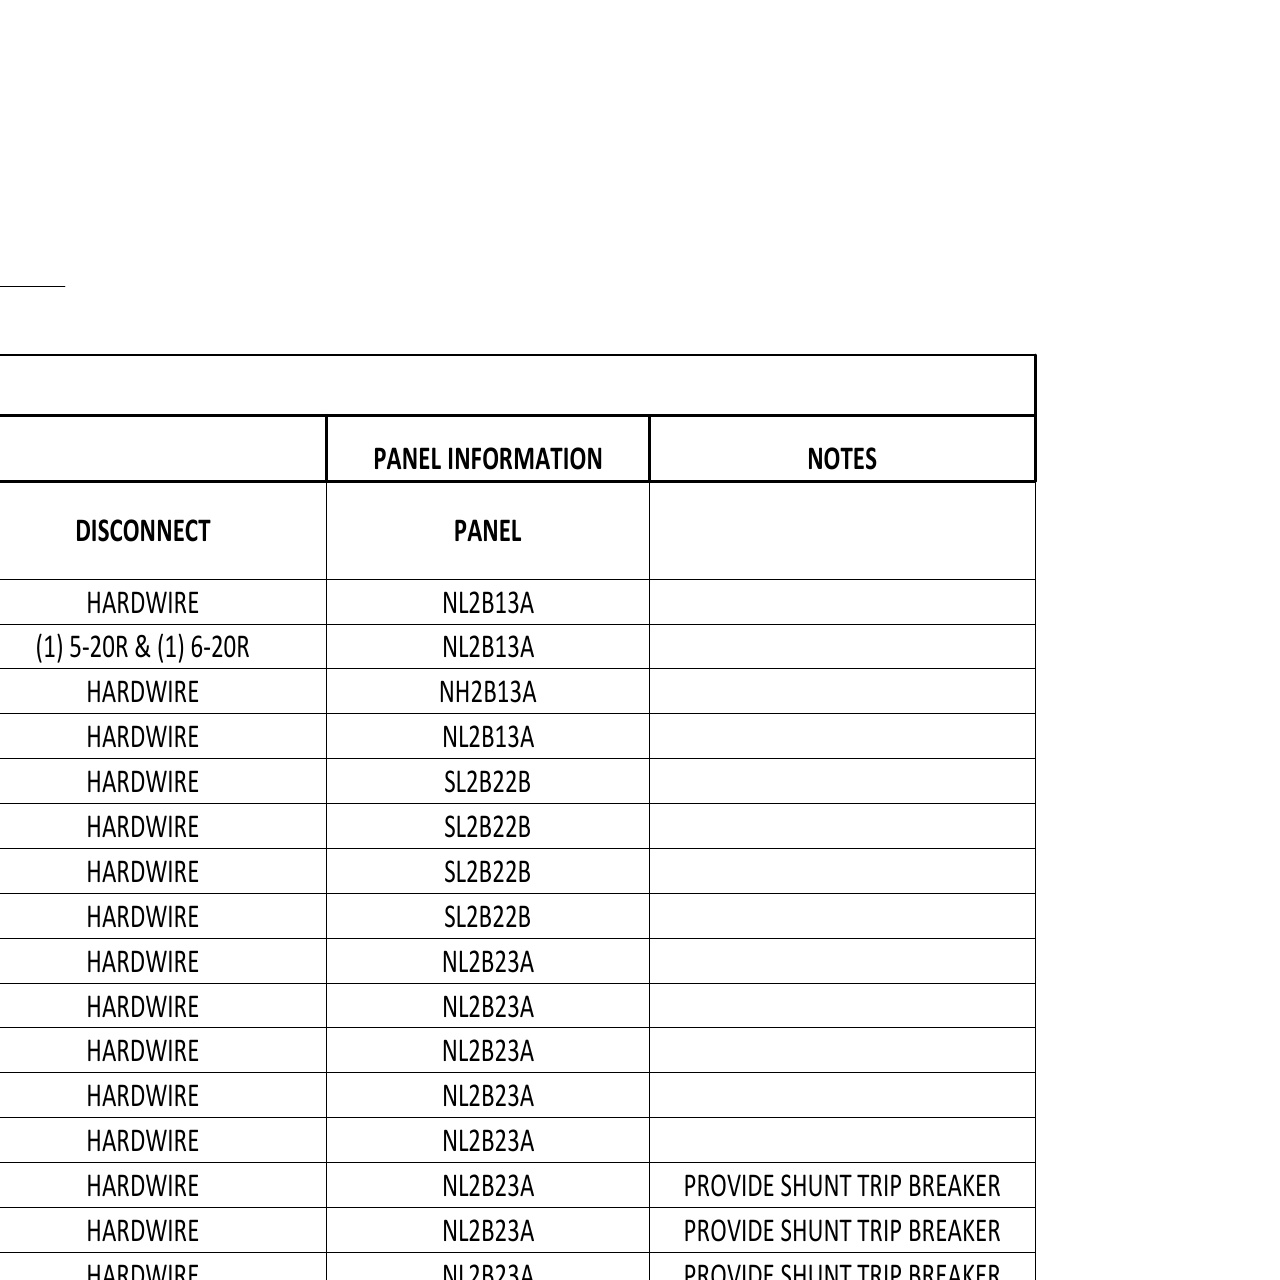 PANEL INFORMATION NOTES
DISCONNECT PANEL
HARDWIRE NL2B13A
(1) 5-20R & (1) 6-20R NL2B13A
HARDWIRE NH2B13A
HARDWIRE NL2B13A
HARDWIRE SL2B22B
HARDWIRE SL2B22B
HARDWIRE SL2B22B
HARDWIRE SL2B22B
HARDWIRE NL2B23A
HARDWIRE NL2B23A
HARDWIRE NL2B23A
HARDWIRE NL2B23A
HARDWIRE NL2B23A
HARDWIRE NL2B23A PROVIDE SHUNT TRIP BREAKER
HARDWIRE NL2B23A PROVIDE SHUNT TRIP BREAKER
HARDWIRE NL2B23A PROVIDE SHUNT TRIP BREAKER